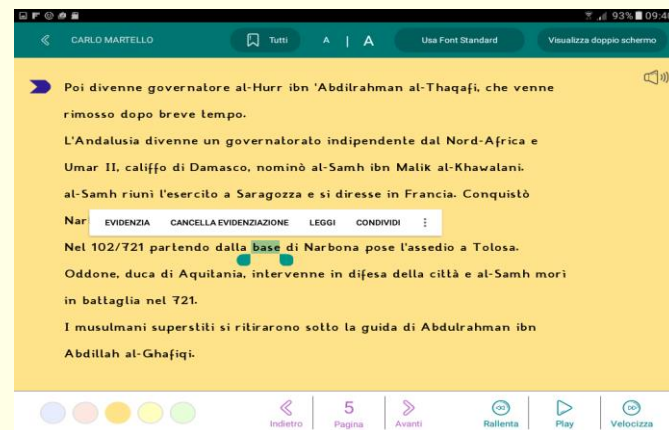 93% 09:48
CARLO MARTELLO Tutti A | A Usa Font Standard Visualizza doppio schermo
Poi divenne governatore al-Hurr ibn 'Abdilrahman al-Thaqafi, che venne
rimosso dopo breve tempo.
L'Andalusia divenne un governatorato indipendente dal Nord-Africa e
Umar II, califfo di Damasco, nominò al-Samh ibn Malik al-Khawalani.
al-Samh riunì l'esercito a Saragozza e si diresse in Francia. Conquistò
Nar
EVIDENZIA CANCELLA EVIDENZIAZIONE LEGGI CONDIVIDI
Nel 102/721 partendo dalla base di Narbona pose l'assedio a Tolosa.
Oddone, duca di Aquitania, intervenne in difesa della città e al-Samh morì
in battaglia nel 721.
I musulmani superstiti si ritirarono sotto la guida di Abdulrahman ibn
Abdillah al-Ghafiqi.
Indietro 5 Pagina Avanti Rallenta Play Velocizza